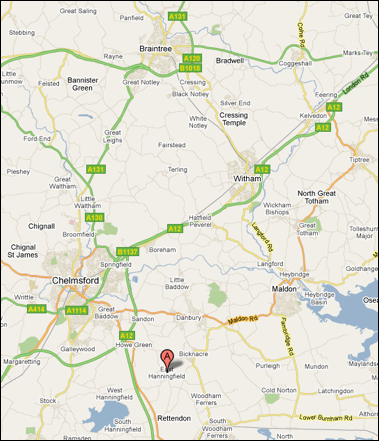 Great Sampford
A131
Panfield
Stebbing
Braintree
Great Tey
Colne Rd
A120
B1018
Marks-Tey
Rayne
Bradwell
Coggeshall
Little
Dunmow
Felsted
Bannister
Green
Great Notley
Cressing
Black Notley
London Rd
Silver End
Feering
A12
White
Notley
Cressing
Temple
Kelvedon
A12
Great
Leighs
Ford-End
Fairstead
Tiptree
Pleshey
A131
Terling
A12
Great
Waltham
Witham
Little
Waltham
North Great
Totham
A130
Wickham
Bishops
Chignall
Broomfield
Hatfield
Peverel
Great
Totham
Tolleshunt
Major
A12
Chignal
St James
B1137
Boreham
Langford Rd
Springfield
Langford
Goldhanger
Chelmsford
Little
Baddow
Heybridge
Heybridge
Basin
Writtle
Maldon
Osea
A414
A1114
Great
Baddow
Sandon
Danbury
Maldon Rd
Fambridge Rd
Galleywood
A12
Howe Green
Bicknacre
Margaretting
A
East
Hanningfield
Purleigh
Mundon
Cold Norton
Latchingdon
West
Hanningfield
Woodham
Ferrers
South
Hanningfield
Rettendon
South
Woodham
Ferrers
Lower Burnham Rd